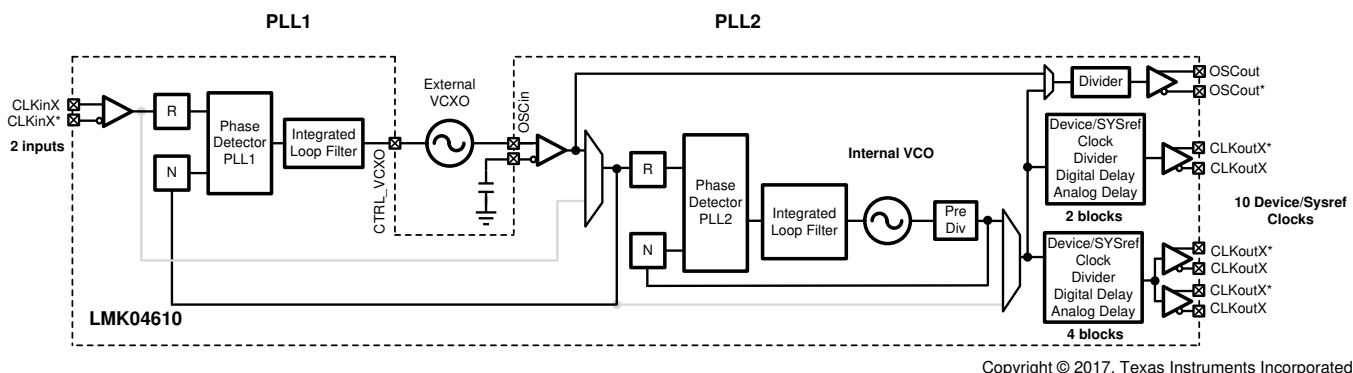 PLL1
PLL2
CLKinX
CLKinX*
2 inputs
R
N
Phase
Detector
PLL1
Integrated
Loop Filter
CTRL_VCXO
External
VCXO
OSCin
R
N
Phase
Detector
PLL2
Integrated
Loop Filter
Internal VCO
Pre
Div
Divider
OSCout
OSCout*
Device/SYSref
Clock
Divider
Digital Delay
Analog Delay
2 blocks
CLKoutX*
CLKoutX
10 Device/Sysref
Clocks
Device/SYSref
Clock
Divider
Digital Delay
Analog Delay
4 blocks
CLKoutX*
CLKoutX
CLKoutX*
CLKoutX
LMK04610
Copyright © 2017, Texas Instruments Incorporated